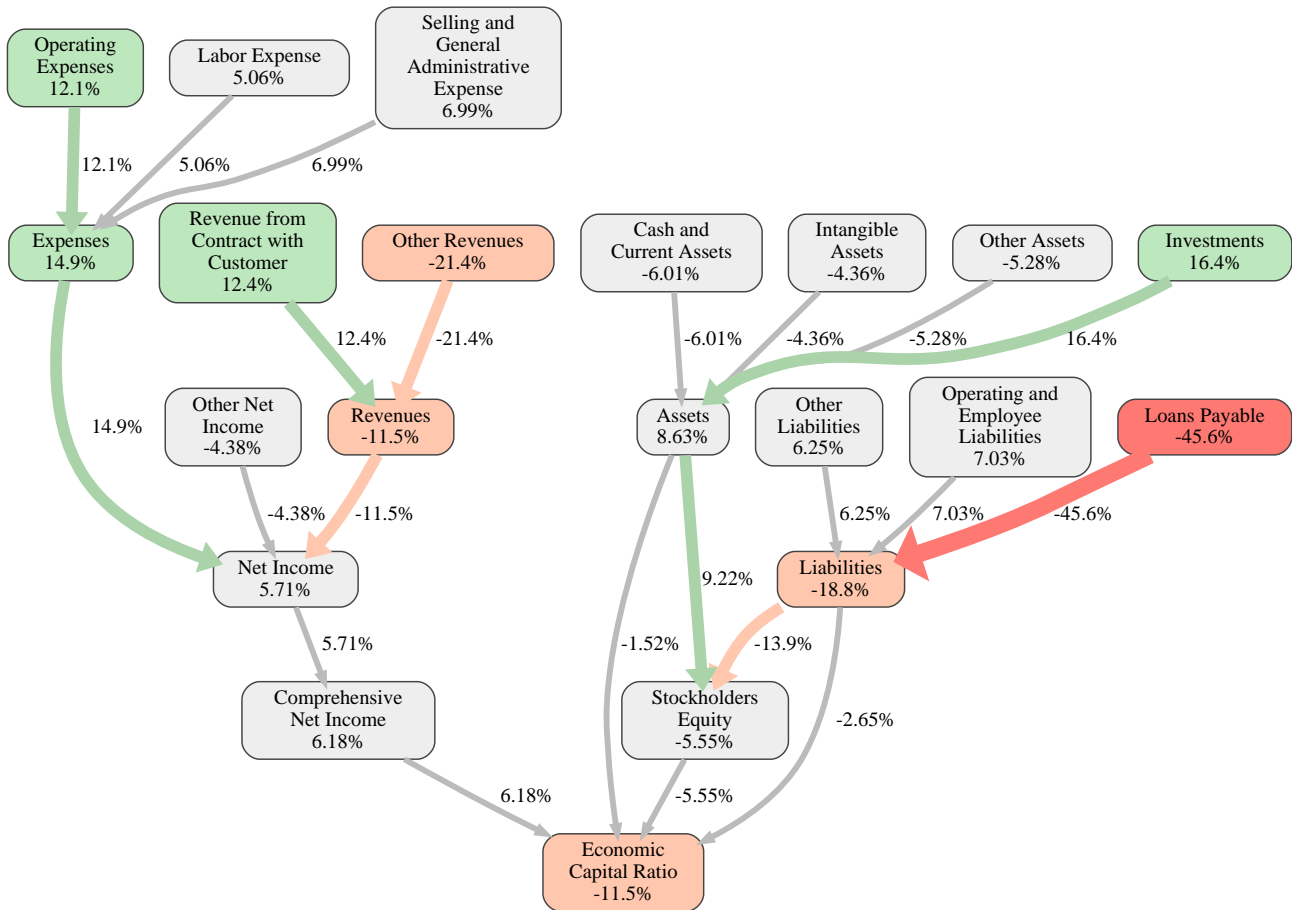 Operating
Expenses
12.1%
Labor Expense
5.06%
Selling and
General
Administrative
Expense
6.99%
12.1%
5.06%
6.99%
Expenses
14.9%
Revenue from
Contract with
Customer
12.4%
Other Revenues
-21.4%
Cash and
Current Assets
-6.01%
Intangible
Assets
-4.36%
Other Assets
-5.28%
Investments
16.4%
12.4%
-21.4%
-6.01%
-4.36%
-5.28%
16.4%
14.9%
Other Net
Income
-4.38%
Revenues
-11.5%
Assets
8.63%
Other
Liabilities
6.25%
Operating and
Employee
Liabilities
7.03%
Loans Payable
-45.6%
-4.38%
-11.5%
6.25%
7.03%
-45.6%
Net Income
5.71%
9.22%
Liabilities
-18.8%
5.71%
-1.52%
-13.9%
Comprehensive
Net Income
6.18%
Stockholders
Equity
-5.55%
-2.65%
6.18%
-5.55%
Economic
Capital Ratio
-11.5%